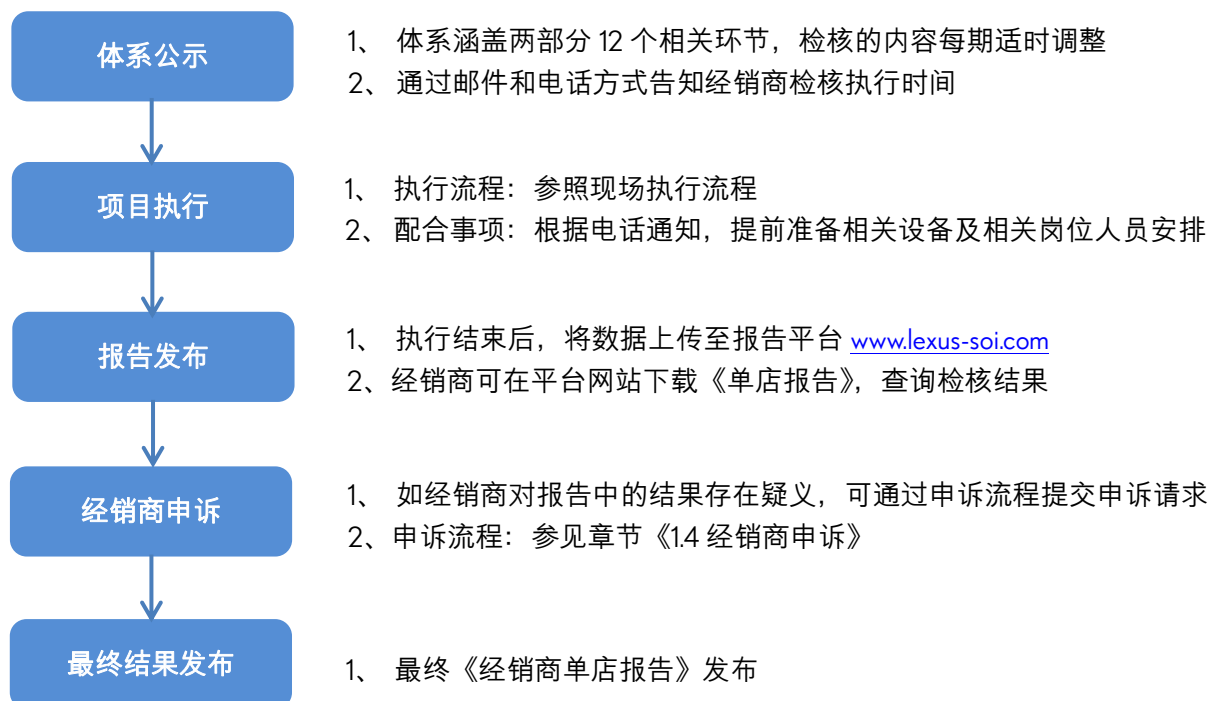 体系公示
1、 体系涵盖两部分 12 个相关环节，检核的内容每期适时调整
2、 通过邮件和电话方式告知经销商检核执行时间
项目执行
1、 执行流程：参照现场执行流程
2、 配合事项：根据电话通知，提前准备相关设备及相关岗位人员安排
报告发布
1、 执行结束后，将数据上传至报告平台 www.lexus-soi.com
2、经销商可在平台网站下载《单店报告》，查询检核结果
经销商申诉
1、 如经销商对报告中的结果存在疑义，可通过申诉流程提交申诉请求
2、申诉流程：参见章节《1.4 经销商申诉》
最终结果发布
1、 最终《经销商单店报告》发布